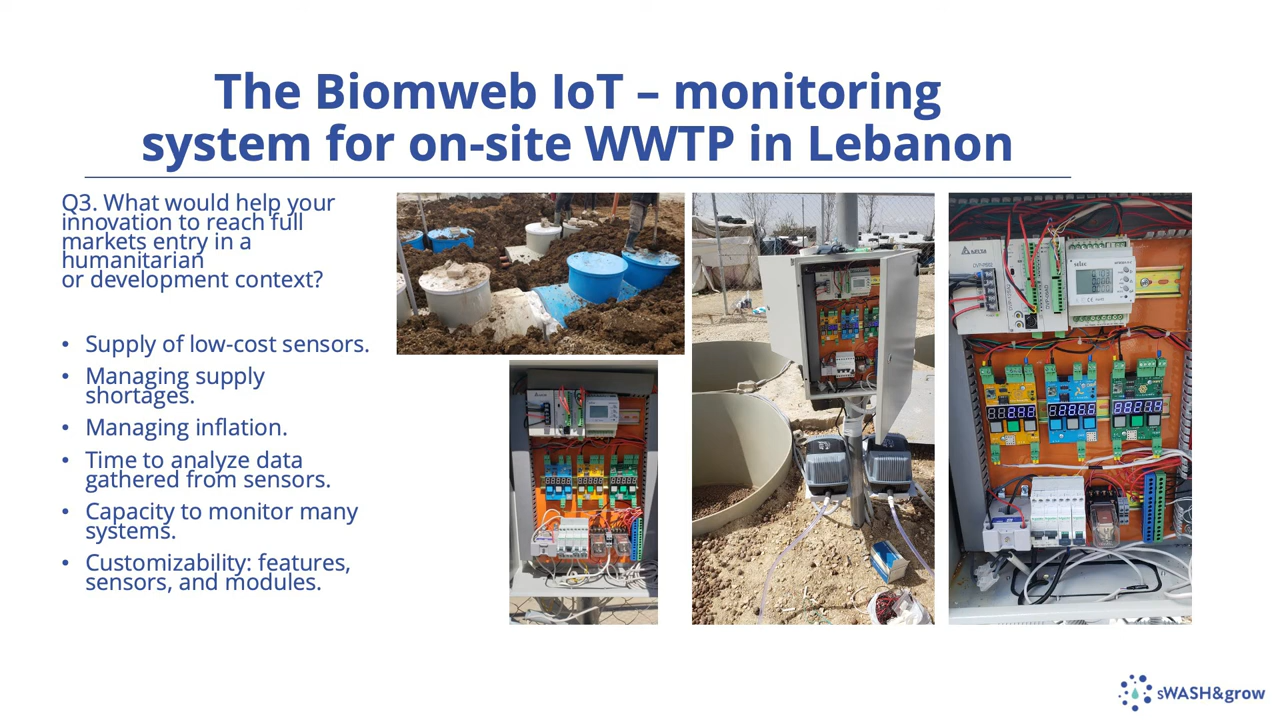 The Biomweb IoT – monitoring
system for on-site WWTP in Lebanon
Q3. What would help your
innovation to reach full
markets entry in a
humanitarian
or development context?
• Supply of low-cost sensors.
• Managing supply
shortages.
• Managing inflation.
• Time to analyze data
gathered from sensors.
• Capacity to monitor many
systems.
• Customizability: features,
sensors, and modules.
DELTA
sWASH&grow